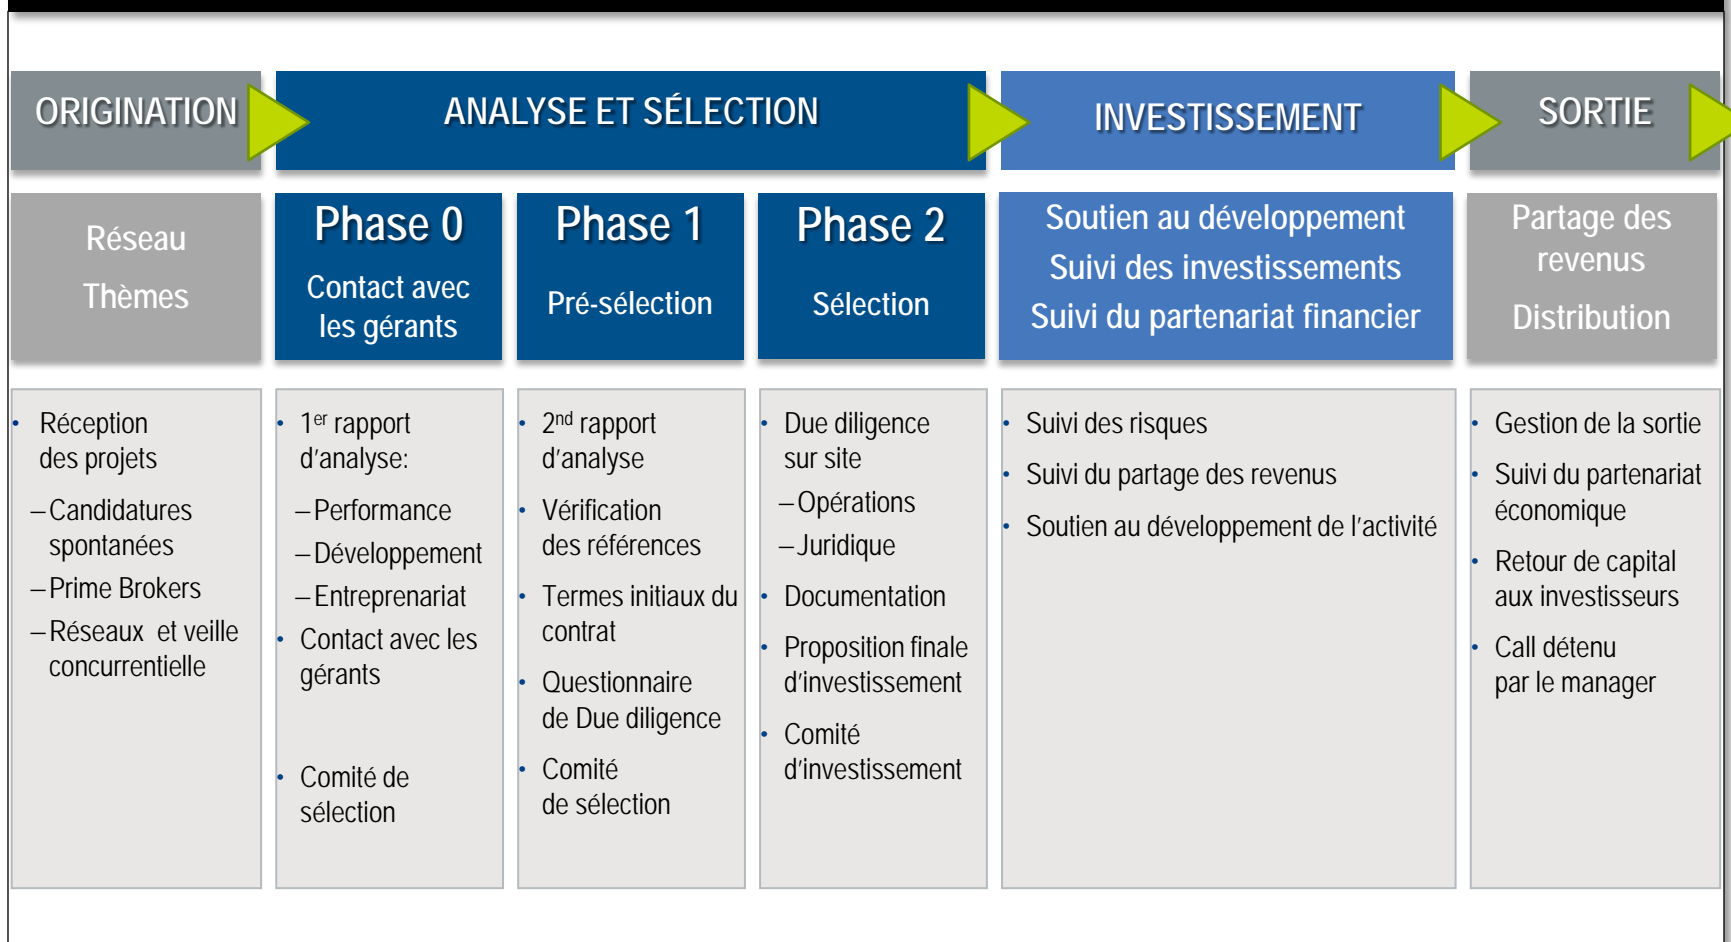 ORIGINATION
ANALYSE ET SÉLECTION
INVESTISSEMENT
SORTIE
Réseau
Thèmes
Phase 0
Contact avec
les gérants
Phase 1
Pré-sélection
Phase 2
Sélection
Soutien au développement
Suivi des investissements
Suivi du partenariat financier
Partage des
revenus
Distribution
• Réception
des projets
–Candidatures
spontanées
–Prime Brokers
–Réseaux et veille
concurrentielle
• 1er rapport
d'analyse:
–Performance
–Développement
–Entreprenariat
• Contact avec les
gérants
• Comité de
sélection
• 2nd rapport
d'analyse
• Vérification
des références
• Termes initiaux du
contrat
• Questionnaire
de Due diligence
• Comité
de sélection
• Due diligence
sur site
–Opérations
–Juridique
• Documentation
• Proposition finale
d'investissement
• Comité
d'investissement
• Suivi des risques
• Suivi du partage des revenus
• Soutien au développement de l'activité
• Gestion de la sortie
• Suivi du partenariat
économique
• Retour de capital
aux investisseurs
• Call détenu
par le manager